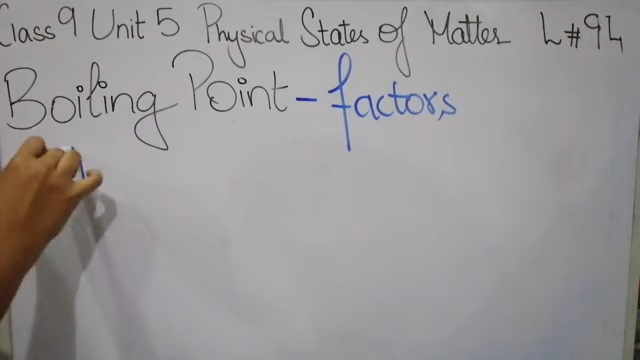 Class 9 Unit 5 Physical States of Matter L#94
Boiling Point - factors